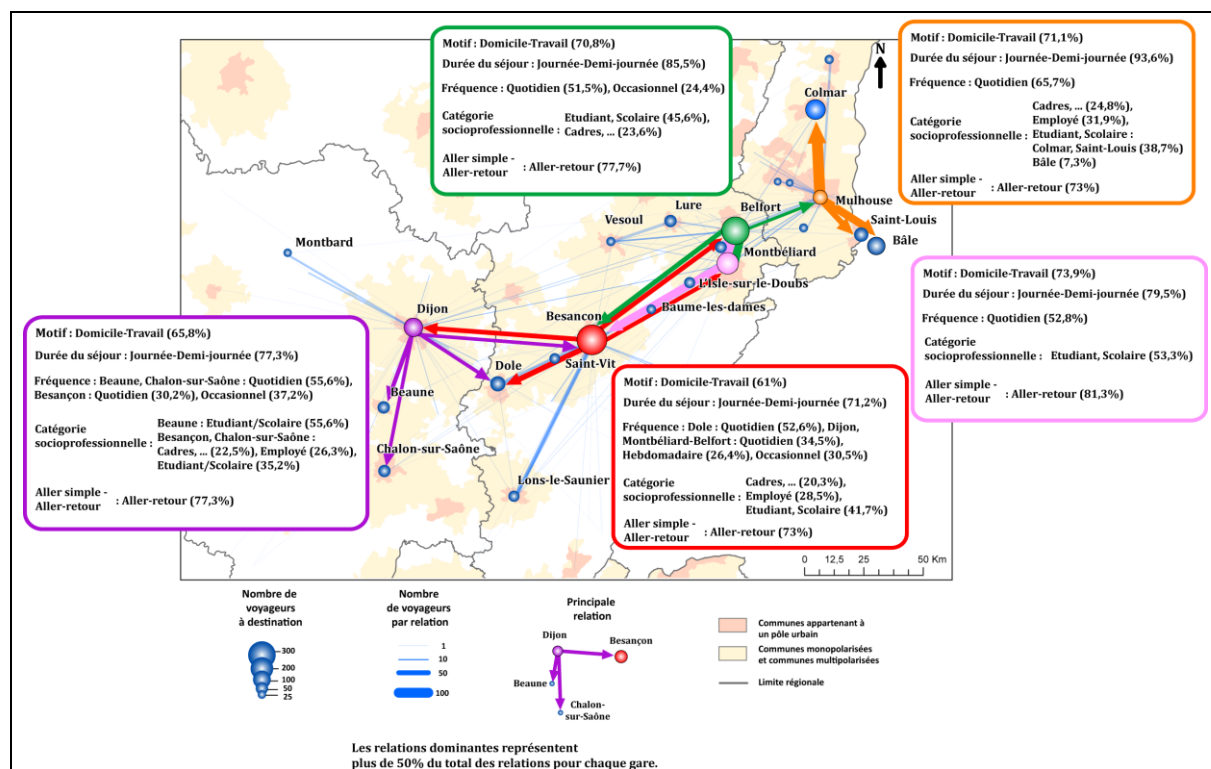 Motif : Domicile-Travail (70,8%)
Durée du séjour : Journée-Demi-journée (85,5%)
Fréquence : Quotidien (51,5%), Occasionnel (24,4%)
Catégorie socioprofessionnelle : Etudiant, Scolaire (45,6%), Cadres, ... (23,6%)
Aller simple - Aller-retour : Aller-retour (77,7%)
Motif : Domicile-Travail (71,1%)
Durée du séjour : Journée-Demi-journée (93,6%)
Fréquence : Quotidien (65,7%)
Catégorie socioprofessionnelle :
Cadres, ... (24,8%),
Employé (31,9%),
Etudiant, Scolaire :
Colmar, Saint-Louis (38,7%)
Bâle (7,3%)
Aller simple - Aller-retour : Aller-retour (73%)
N
Colmar
Mulhouse
Saint-Louis
Bâle
Belfort
Lure
Vesoul
Montbéliard
L'Isle-sur-le-Doubs
Baume-les-dames
Montbard
Dijon
Besançon
Saint-Vit
Dole
Beaune
Chalon-sur-Saône
Lons-le-Saunier
Motif : Domicile-Travail (73,9%)
Durée du séjour : Journée-Demi-journée (79,5%)
Fréquence : Quotidien (52,8%)
Catégorie socioprofessionnelle : Etudiant, Scolaire (53,3%)
Aller simple - Aller-retour : Aller-retour (81,3%)
Motif : Domicile-Travail (65,8%)
Durée du séjour : Journée-Demi-journée (77,3%)
Fréquence : Beaune, Chalon-sur-Saône : Quotidien (55,6%),
Besançon : Quotidien (30,2%), Occasionnel (37,2%)
Catégorie socioprofessionnelle :
Beaune : Etudiant/Scolaire (55,6%)
Besançon, Chalon-sur-Saône :
Cadres, ... (22,5%), Employé (26,3%),
Etudiant/Scolaire (35,2%)
Aller simple - Aller-retour : Aller-retour (77,3%)
Motif : Domicile-Travail (61%)
Durée du séjour : Journée-Demi-journée (71,2%)
Fréquence : Dole : Quotidien (52,6%), Dijon,
Montbéliard-Belfort : Quotidien (34,5%),
Hebdomadaire (26,4%), Occasionnel (30,5%)
Catégorie socioprofessionnelle :
Cadres, ... (20,3%),
Employé (28,5%),
Etudiant, Scolaire (41,7%)
Aller simple - Aller-retour : Aller-retour (73%)
0 12,5 25 50 Km
Nombre de
voyageurs
à destination
300
200
100
50
25
Nombre
de voyageurs
par relation
1
10
50
100
Principale
relation
Dijon
Besançon
Beaune
Chalon-
sur-Saône
Communes appartenant à
un pôle urbain
Communes monopolarisées
et communes multipolarisées
Limite régionale
Les relations dominantes représentent
plus de 50% du total des relations pour chaque gare.